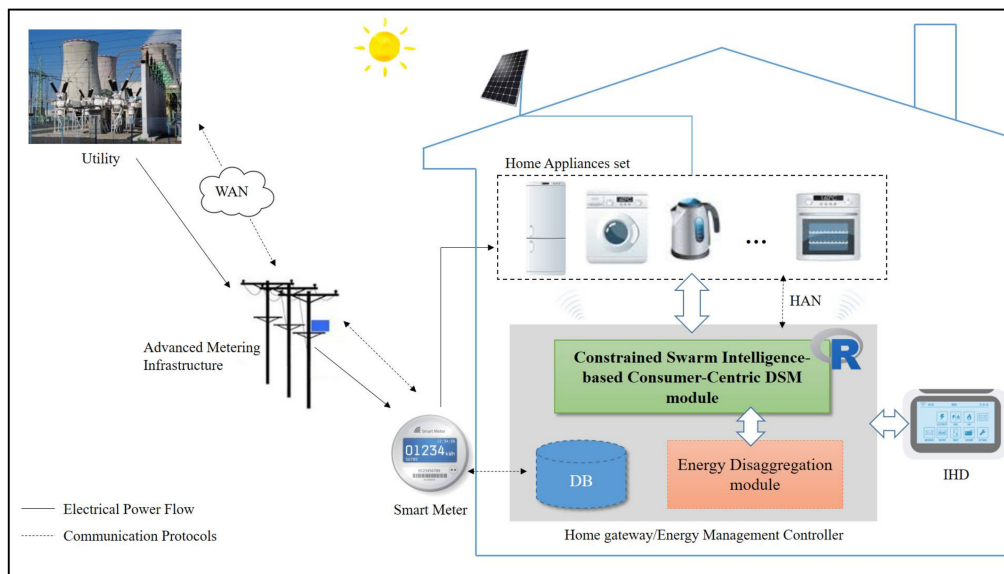 Utility
WAN
Advanced Metering
Infrastructure
Smart Meter
01234 kWh
Smart Meter
Electrical Power Flow
Communication Protocols
Home Appliances set
...
HAN
R
Constrained Swarm Intelligence-
based Consumer-Centric DSM
module
DB
Energy Disaggregation
module
Home gateway/Energy Management Controller
IHD